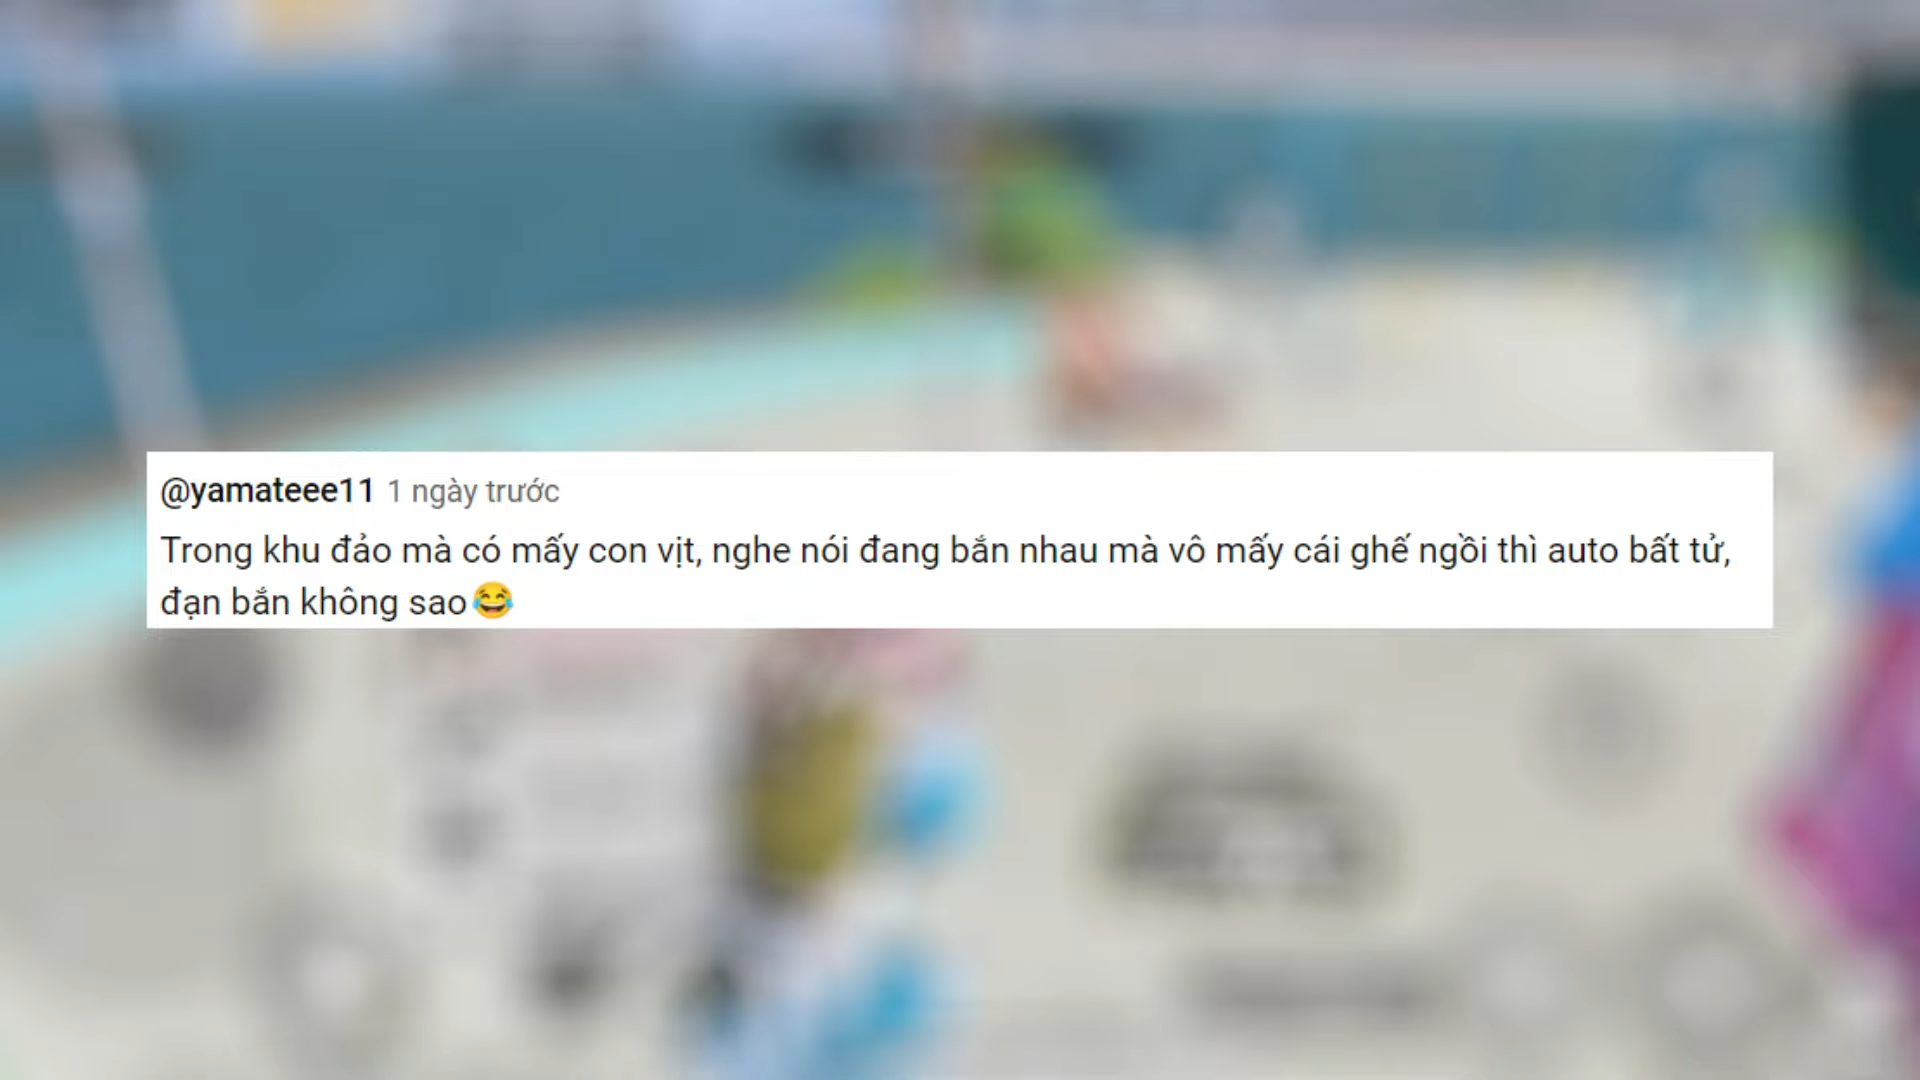 @yamateee11 1 ngày trước
Trong khu đảo mà có mấy con vịt, nghe nói đang bắn nhau mà vô mấy cái ghế ngồi thì auto bất tử,
đạn bắn không sao😂